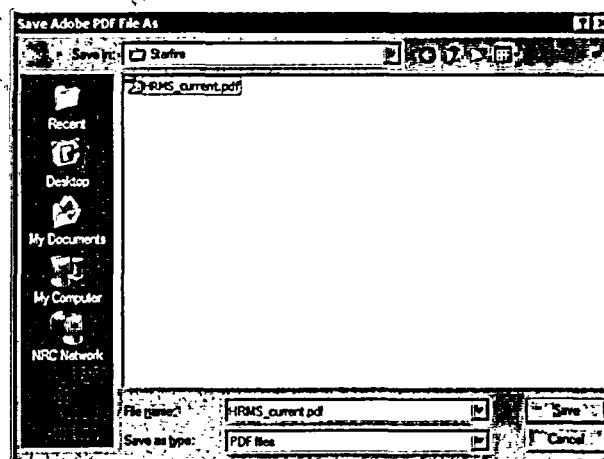 Save Adobe PDF File As
Save in: Starfire
HRMS_current.pdf
Recent
Desktop
My Documents
My Computer
NRC Network
File name: HRMS_current.pdf Save
Save as type: PDF files Cancel